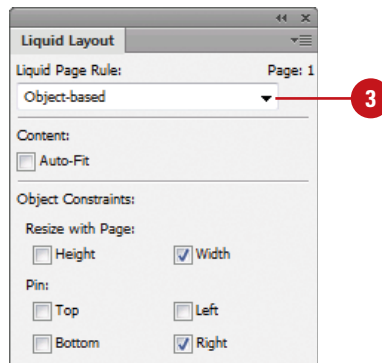 Liquid Layout
Liquid Page Rule: Page: 1
Object-based
3
Content:
Auto-Fit
Object Constraints:
Resize with Page:
Height Width
Pin:
Top Left
Bottom Right